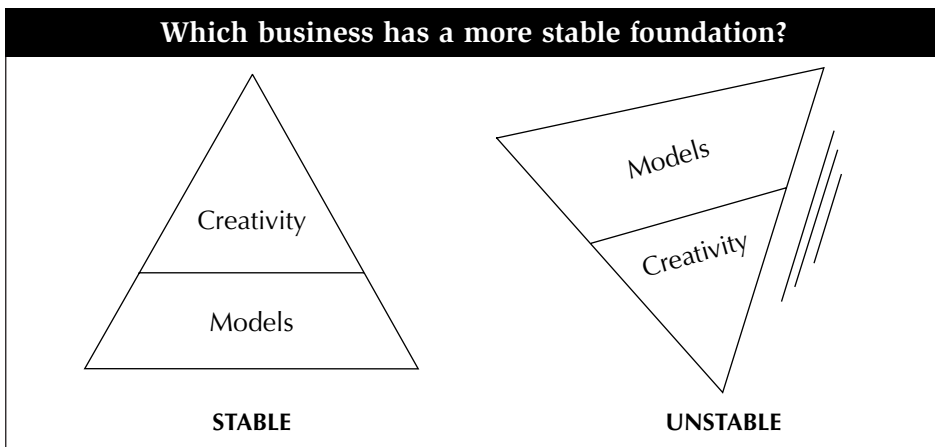 Which business has a more stable foundation?
Creativity
Models
STABLE
Models
Creativity
UNSTABLE